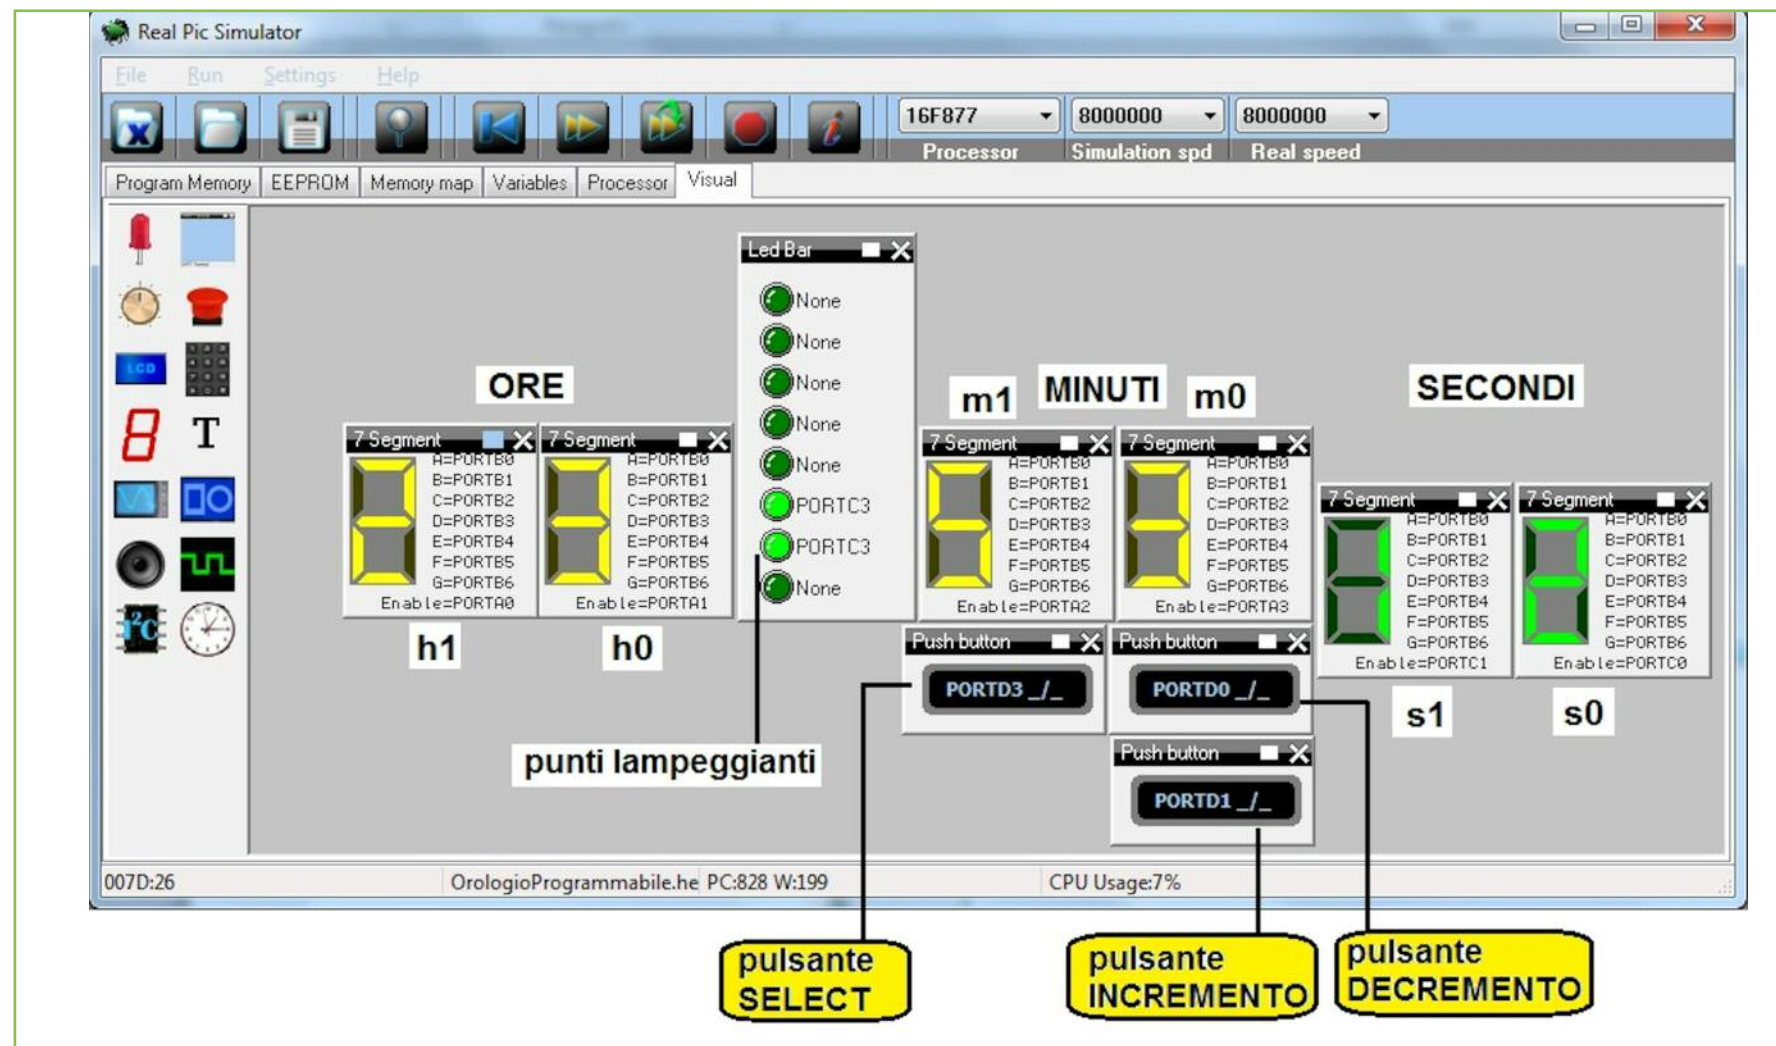 Real Pic Simulator
File Run Settings Help
16F877 8000000 8000000
Processor Simulation spd Real speed
Program Memory EEPROM Memory map Variables Processor Visual
LCD
T
I²C
Led Bar
None
None
None
None
None
PORTC3
PORTC3
None
ORE
7 Segment
A=PORTB0
B=PORTB1
C=PORTB2
D=PORTB3
E=PORTB4
F=PORTB5
G=PORTB6
Enable=PORTA0
h1
7 Segment
A=PORTB0
B=PORTB1
C=PORTB2
D=PORTB3
E=PORTB4
F=PORTB5
G=PORTB6
Enable=PORTA1
h0
punti lampeggianti
m1 MINUTI m0
7 Segment
A=PORTB0
B=PORTB1
C=PORTB2
D=PORTB3
E=PORTB4
F=PORTB5
G=PORTB6
Enable=PORTA2
7 Segment
A=PORTB0
B=PORTB1
C=PORTB2
D=PORTB3
E=PORTB4
F=PORTB5
G=PORTB6
Enable=PORTA3
SECONDI
7 Segment
A=PORTB0
B=PORTB1
C=PORTB2
D=PORTB3
E=PORTB4
F=PORTB5
G=PORTB6
Enable=PORTC1
s1
7 Segment
A=PORTB0
B=PORTB1
C=PORTB2
D=PORTB3
E=PORTB4
F=PORTB5
G=PORTB6
Enable=PORTC0
s0
Push button
PORTD3 _/_
Push button
PORTD0 _/_
Push button
PORTD1 _/_
007D:26 OrologioProgrammabile.he PC:828 W:199 CPU Usage:7%
pulsante
SELECT
pulsante
INCREMENTO
pulsante
DECREMENTO